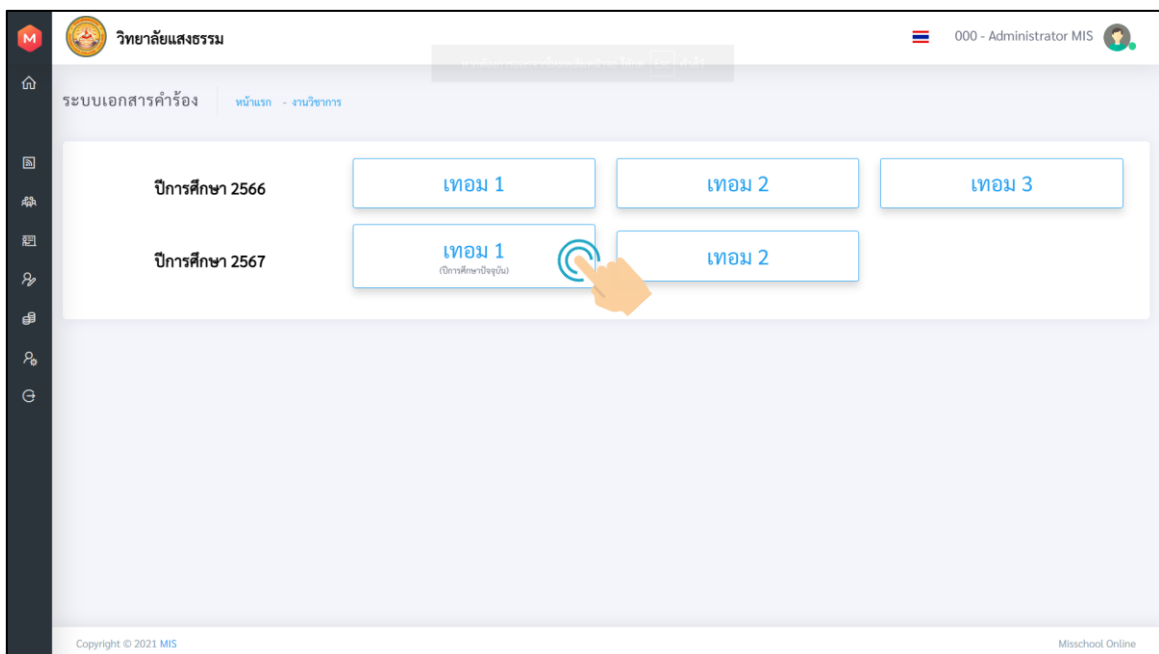 M
วิทยาลัยแสงธรรม
000 - Administrator MIS
ระบบเอกสารคำร้อง
หน้าแรก - งานวิชาการ
ปีการศึกษา 2566
เทอม 1
เทอม 2
เทอม 3
ปีการศึกษา 2567
เทอม 1
(ปีการศึกษาปัจจุบัน)
เทอม 2
Copyright © 2021 MIS
Misschool Online